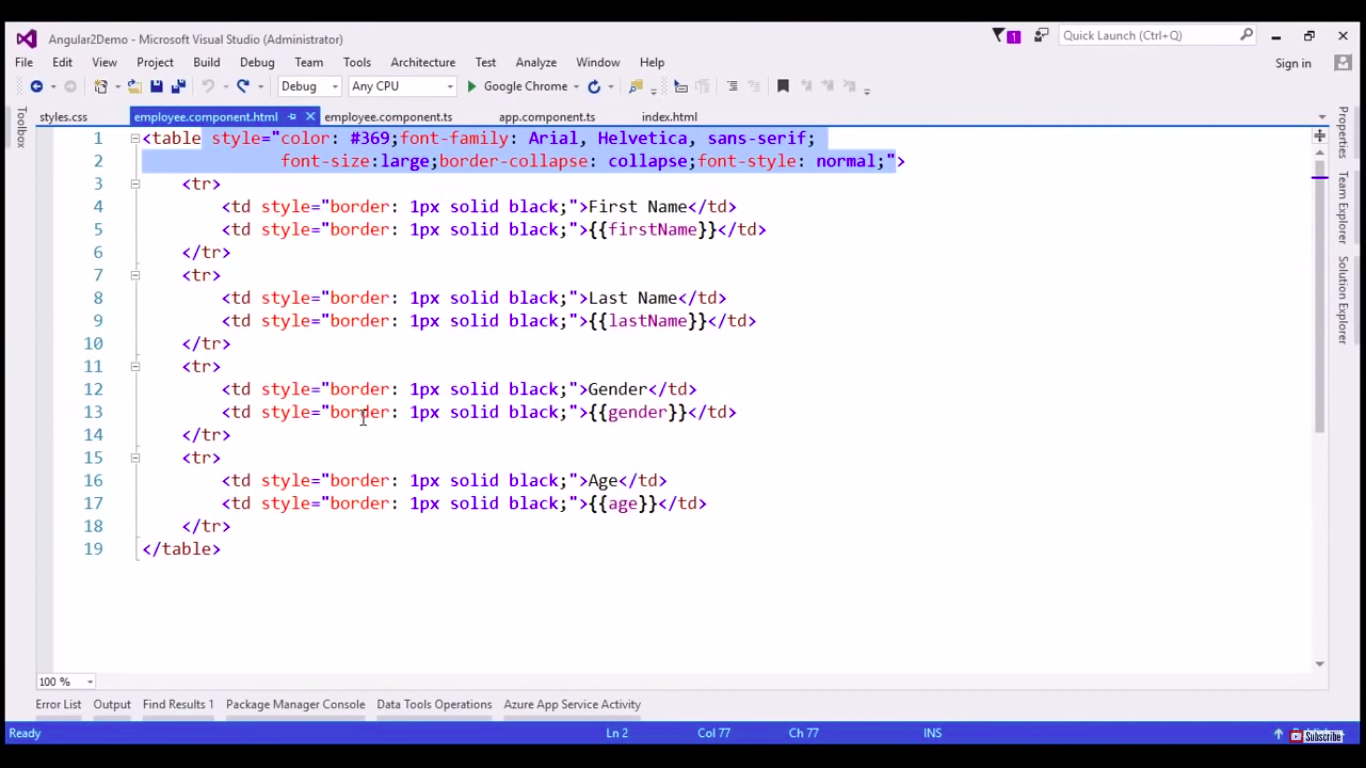 Angular2Demo - Microsoft Visual Studio (Administrator)
1
Quick Launch (Ctrl+Q)
File Edit View Project Build Debug Team Tools Architecture Test Analyze Window Help
Sign in
Debug Any CPU Google Chrome
Toolbox
styles.css employee.component.html employee.component.ts app.component.ts index.html
1 <table style="color: #369;font-family: Arial, Helvetica, sans-serif;
2 font-size:large;border-collapse: collapse;font-style: normal;">
3 <tr>
4 <td style="border: 1px solid black;">First Name</td>
5 <td style="border: 1px solid black;">{{firstName}}</td>
6 </tr>
7 <tr>
8 <td style="border: 1px solid black;">Last Name</td>
9 <td style="border: 1px solid black;">{{lastName}}</td>
10 </tr>
11 <tr>
12 <td style="border: 1px solid black;">Gender</td>
13 <td style="border: 1px solid black;">{{gender}}</td>
14 </tr>
15 <tr>
16 <td style="border: 1px solid black;">Age</td>
17 <td style="border: 1px solid black;">{{age}}</td>
18 </tr>
19 </table>
Properties
Team Explorer
Solution Explorer
100 %
Error List Output Find Results 1 Package Manager Console Data Tools Operations Azure App Service Activity
Ready Ln 2 Col 77 Ch 77 INS
Subscribe